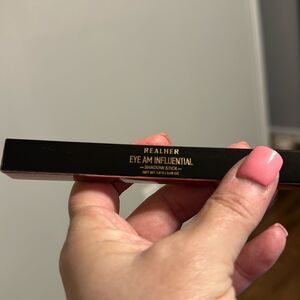 REALHER
EYE AM INFLUENTIAL
—SHADOW STICK—